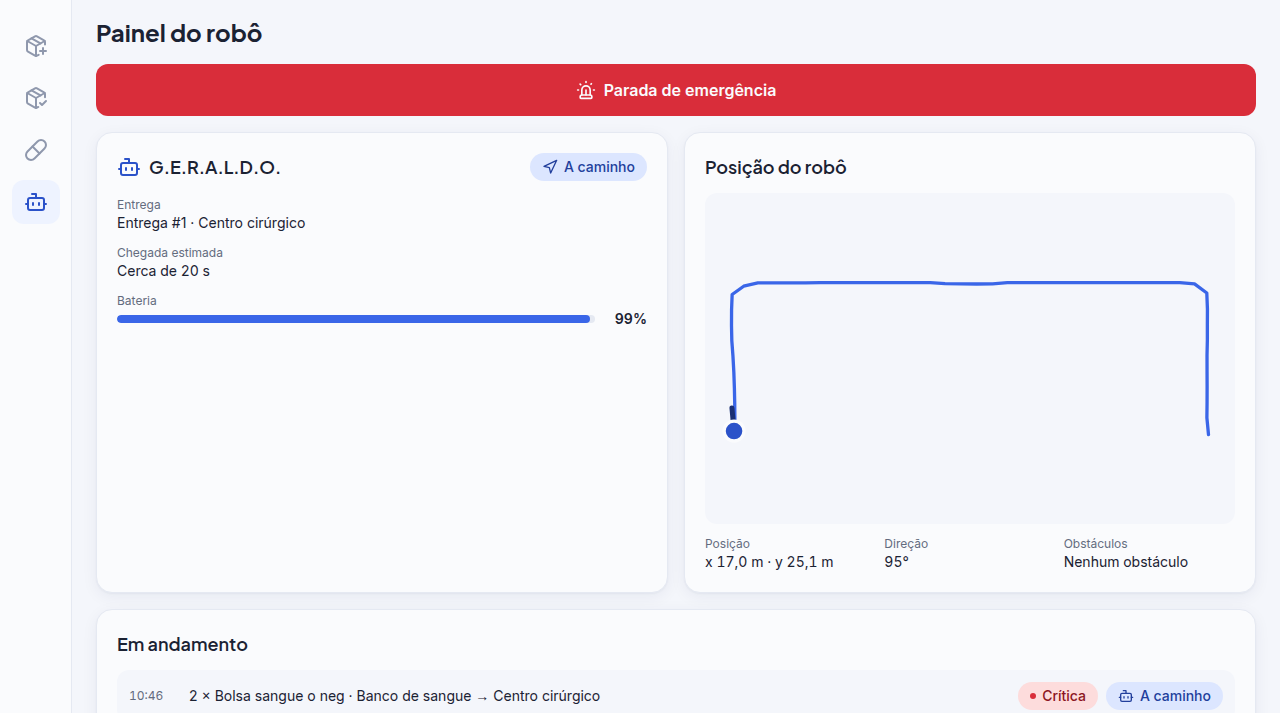 Painel do robô
Parada de emergência
G.E.R.A.L.D.O.
A caminho
Entrega
Entrega #1 · Centro cirúrgico
Chegada estimada
Cerca de 20 s
Bateria
99%
Posição do robô
Posição
x 17,0 m · y 25,1 m
Direção
95°
Obstáculos
Nenhum obstáculo
Em andamento
10:46 2 × Bolsa sangue o neg · Banco de sangue → Centro cirúrgico Crítica A caminho